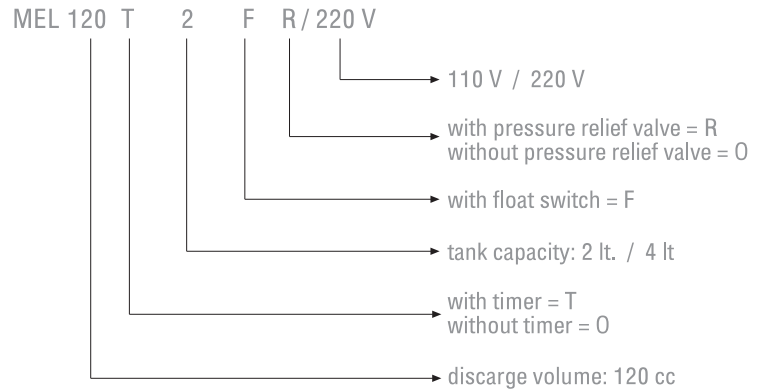 MEL 120 T 2 F R / 220 V
110 V / 220 V
with pressure relief valve = R
without pressure relief valve = O
with float switch = F
tank capacity: 2 lt. / 4 lt
with timer = T
without timer = O
discarge volume: 120 cc